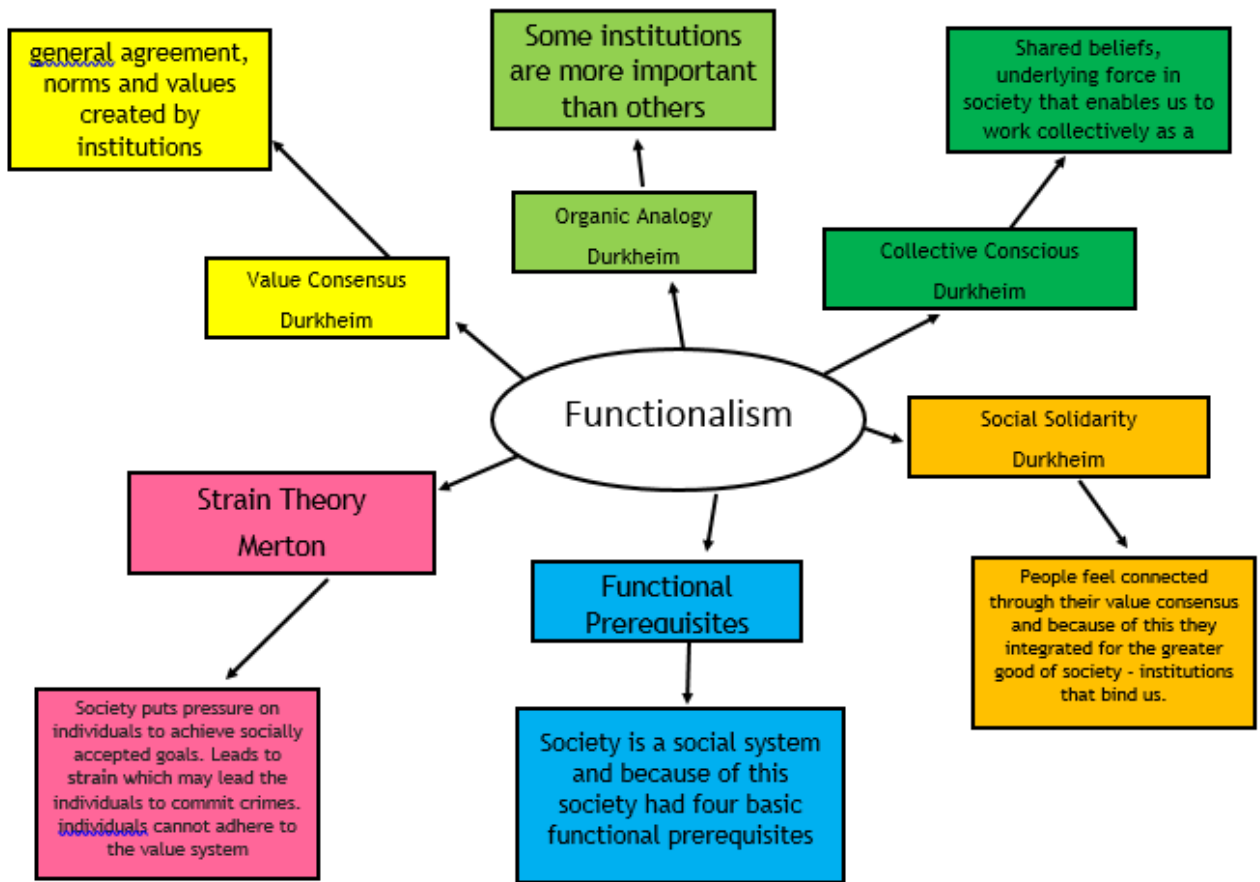 general agreement,
norms and values
created by
institutions
Some institutions
are more important
than others
Shared beliefs,
underlying force in
society that enables us to
work collectively as a
Value Consensus
Durkheim
Organic Analogy
Durkheim
Collective Conscious
Durkheim
Functionalism
Social Solidarity
Durkheim
Strain Theory
Merton
Functional
Prerequisites
People feel connected
through their value consensus
and because of this they
integrated for the greater
good of society - institutions
that bind us.
Society puts pressure on
individuals to achieve socially
accepted goals. Leads to
strain which may lead the
individuals to commit crimes.
individuals cannot adhere to
the value system
Society is a social system
and because of this
society had four basic
functional prerequisites